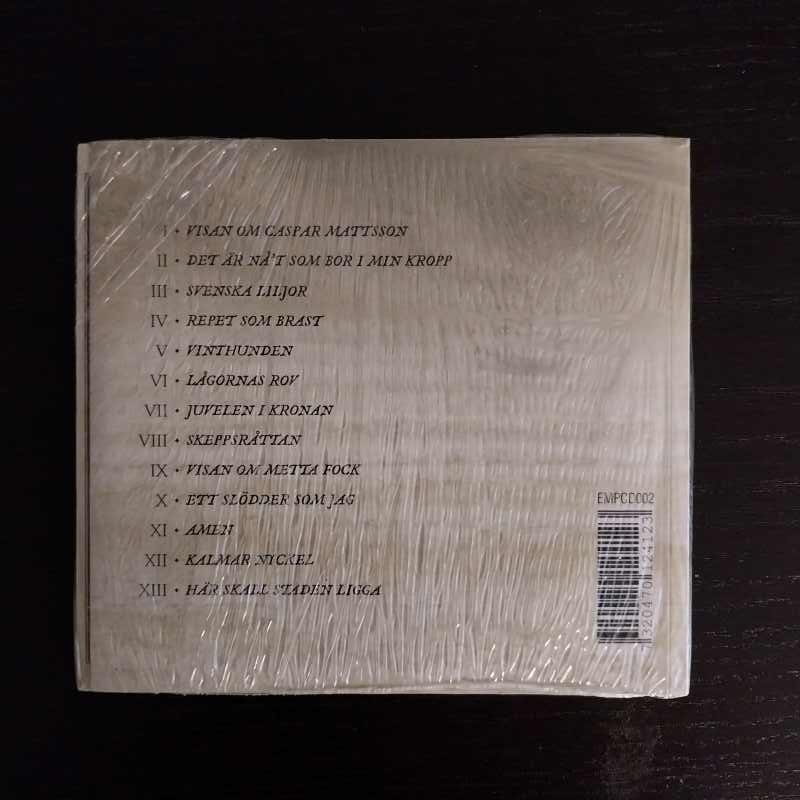 I • VISAN OM CASPAR MATTSSON
II • DET ÄR NÅ'T SOM BOR I MIN KROPP
III • SVENSKA LILJOR
IV • REPET SOM BRAST
V • VINTHUNDEN
VI • LÅGORNAS ROV
VII • JUVELEN I KRONAN
VIII • SKEPPSRÅTTAN
IX • VISAN OM METTA FOCK
X • ETT SLÖDDER SOM JAG
XI • AMEN
XII • KALMAR NYCKEL
XIII • HÄR SKALL STADEN LIGGA
EMPCD002
7320470124123